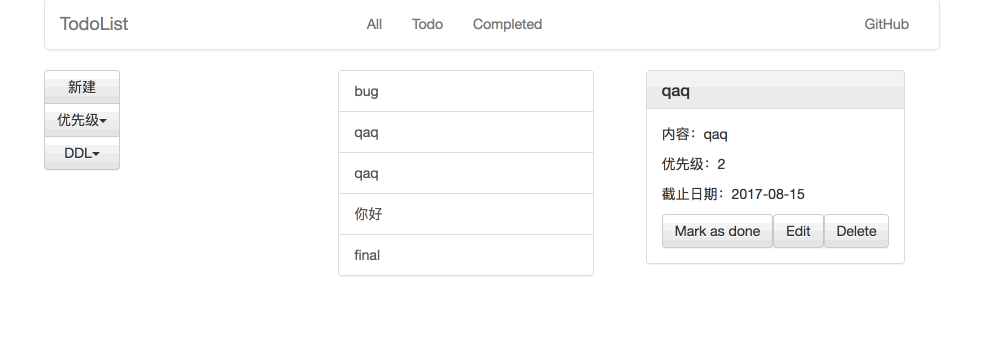 TodoList All Todo Completed GitHub
新建
优先级
DDL
bug
qaq
qaq
你好
final
qaq
内容：qaq
优先级：2
截止日期：2017-08-15
Mark as done Edit Delete